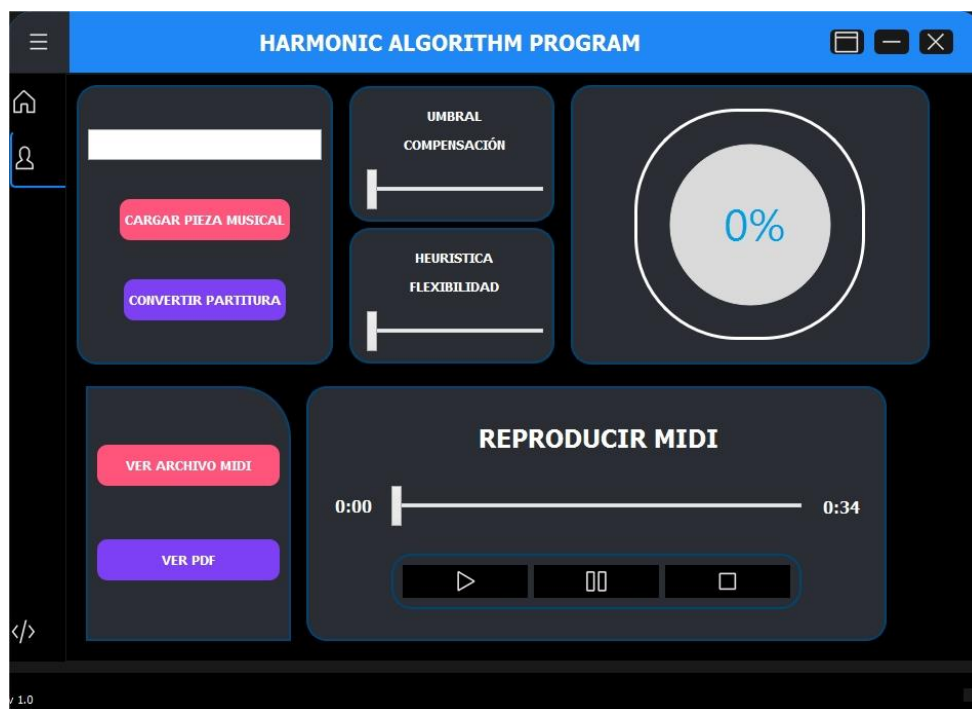 HARMONIC ALGORITHM PROGRAM
UMBRAL
COMPENSACIÓN
CARGAR PIEZA MUSICAL
CONVERTIR PARTITURA
HEURISTICA
FLEXIBILIDAD
0%
VER ARCHIVO MIDI
VER PDF
REPRODUCIR MIDI
0:00
0:34
</>
v 1.0